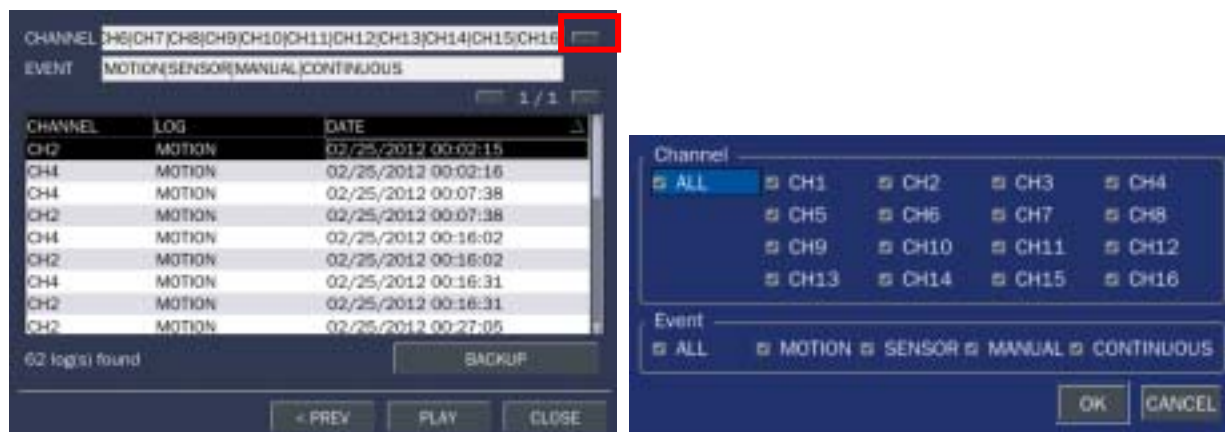 CHANNEL CH6|CH7|CH8|CH9|CH10|CH11|CH12|CH13|CH14|CH15|CH16
EVENT MOTION|SENSOR|MANUAL|CONTINUOUS
1 / 1
CHANNEL LOG DATE
CH2 MOTION 02/25/2012 00:02:15
CH4 MOTION 02/25/2012 00:02:16
CH4 MOTION 02/25/2012 00:07:38
CH2 MOTION 02/25/2012 00:07:38
CH4 MOTION 02/25/2012 00:16:02
CH2 MOTION 02/25/2012 00:16:02
CH4 MOTION 02/25/2012 00:16:31
CH2 MOTION 02/25/2012 00:16:31
CH2 MOTION 02/25/2012 00:27:05
62 log(s) found BACKUP
< PREV PLAY CLOSE
Channel
ALL CH1 CH2 CH3 CH4
CH5 CH6 CH7 CH8
CH9 CH10 CH11 CH12
CH13 CH14 CH15 CH16
Event
ALL MOTION SENSOR MANUAL CONTINUOUS
OK CANCEL